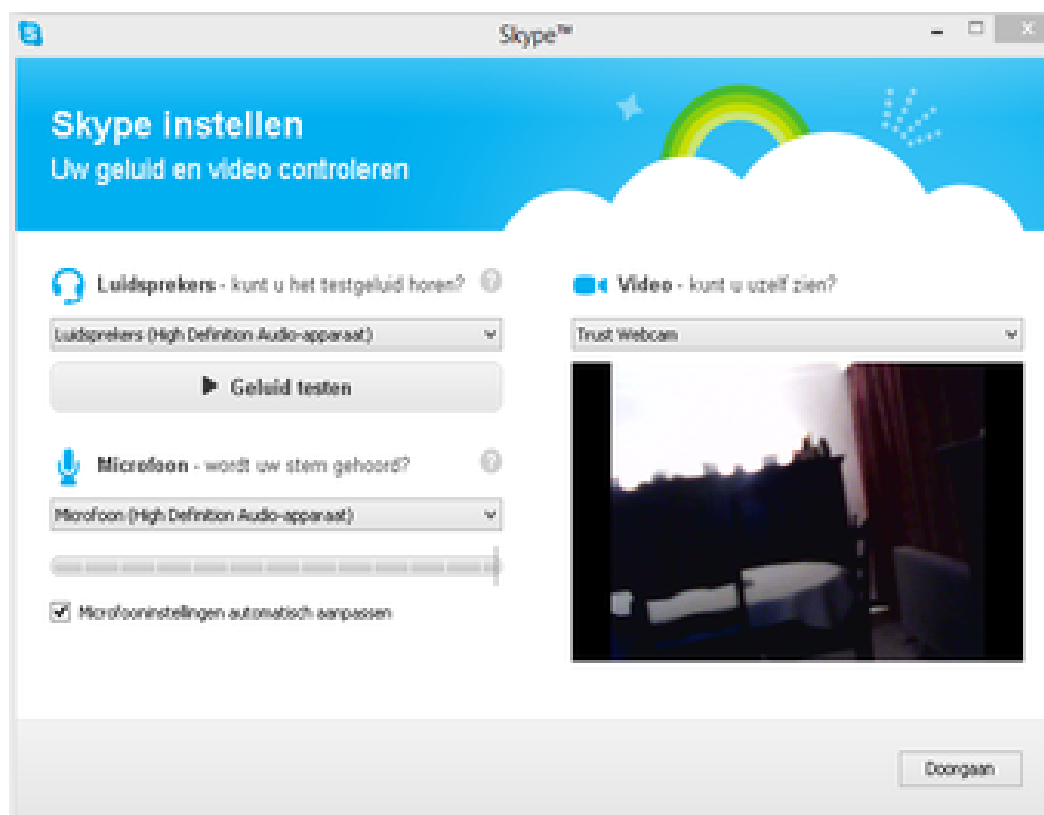 Skype™
Skype instellen
Uw geluid en video controleren
Luidsprekers - kunt u het testgeluid horen?
Luidsprekers (High Definition Audio-apparaat)
Geluid testen
Microfoon - wordt uw stem gehoord?
Microfoon (High Definition Audio-apparaat)
Microfooninstellingen automatisch aanpassen
Video - kunt u uzelf zien?
Trust Webcam
Doorgaan